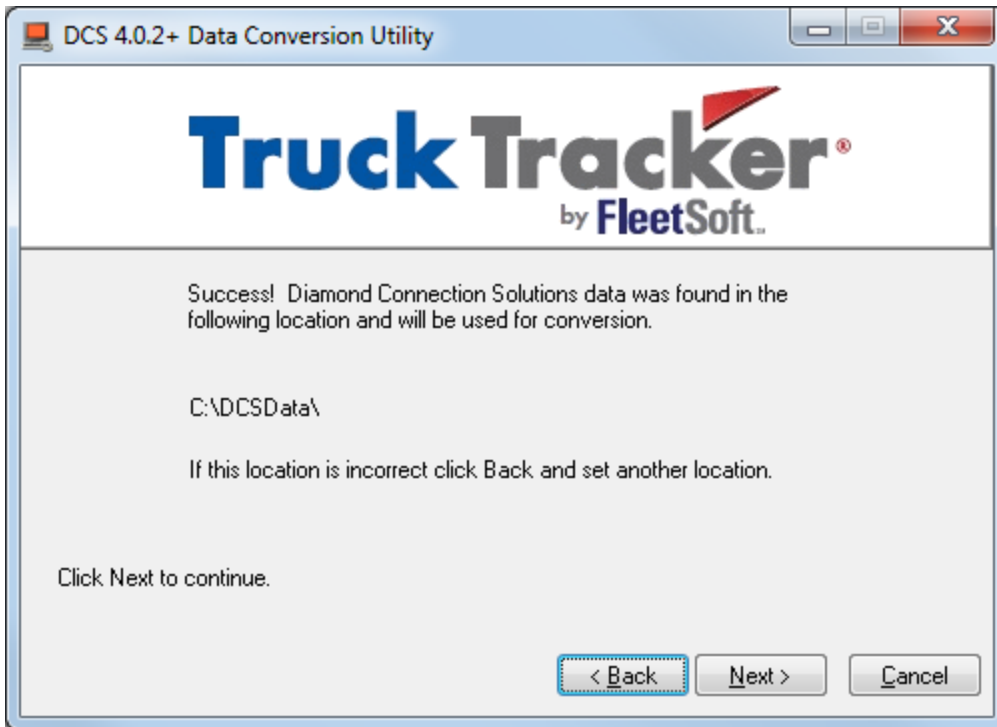 DCS 4.0.2+ Data Conversion Utility
Truck Tracker®
by FleetSoft℠
Success!  Diamond Connection Solutions data was found in the
following location and will be used for conversion.
C:\DCSData\
If this location is incorrect click Back and set another location.
Click Next to continue.
< Back Next > Cancel